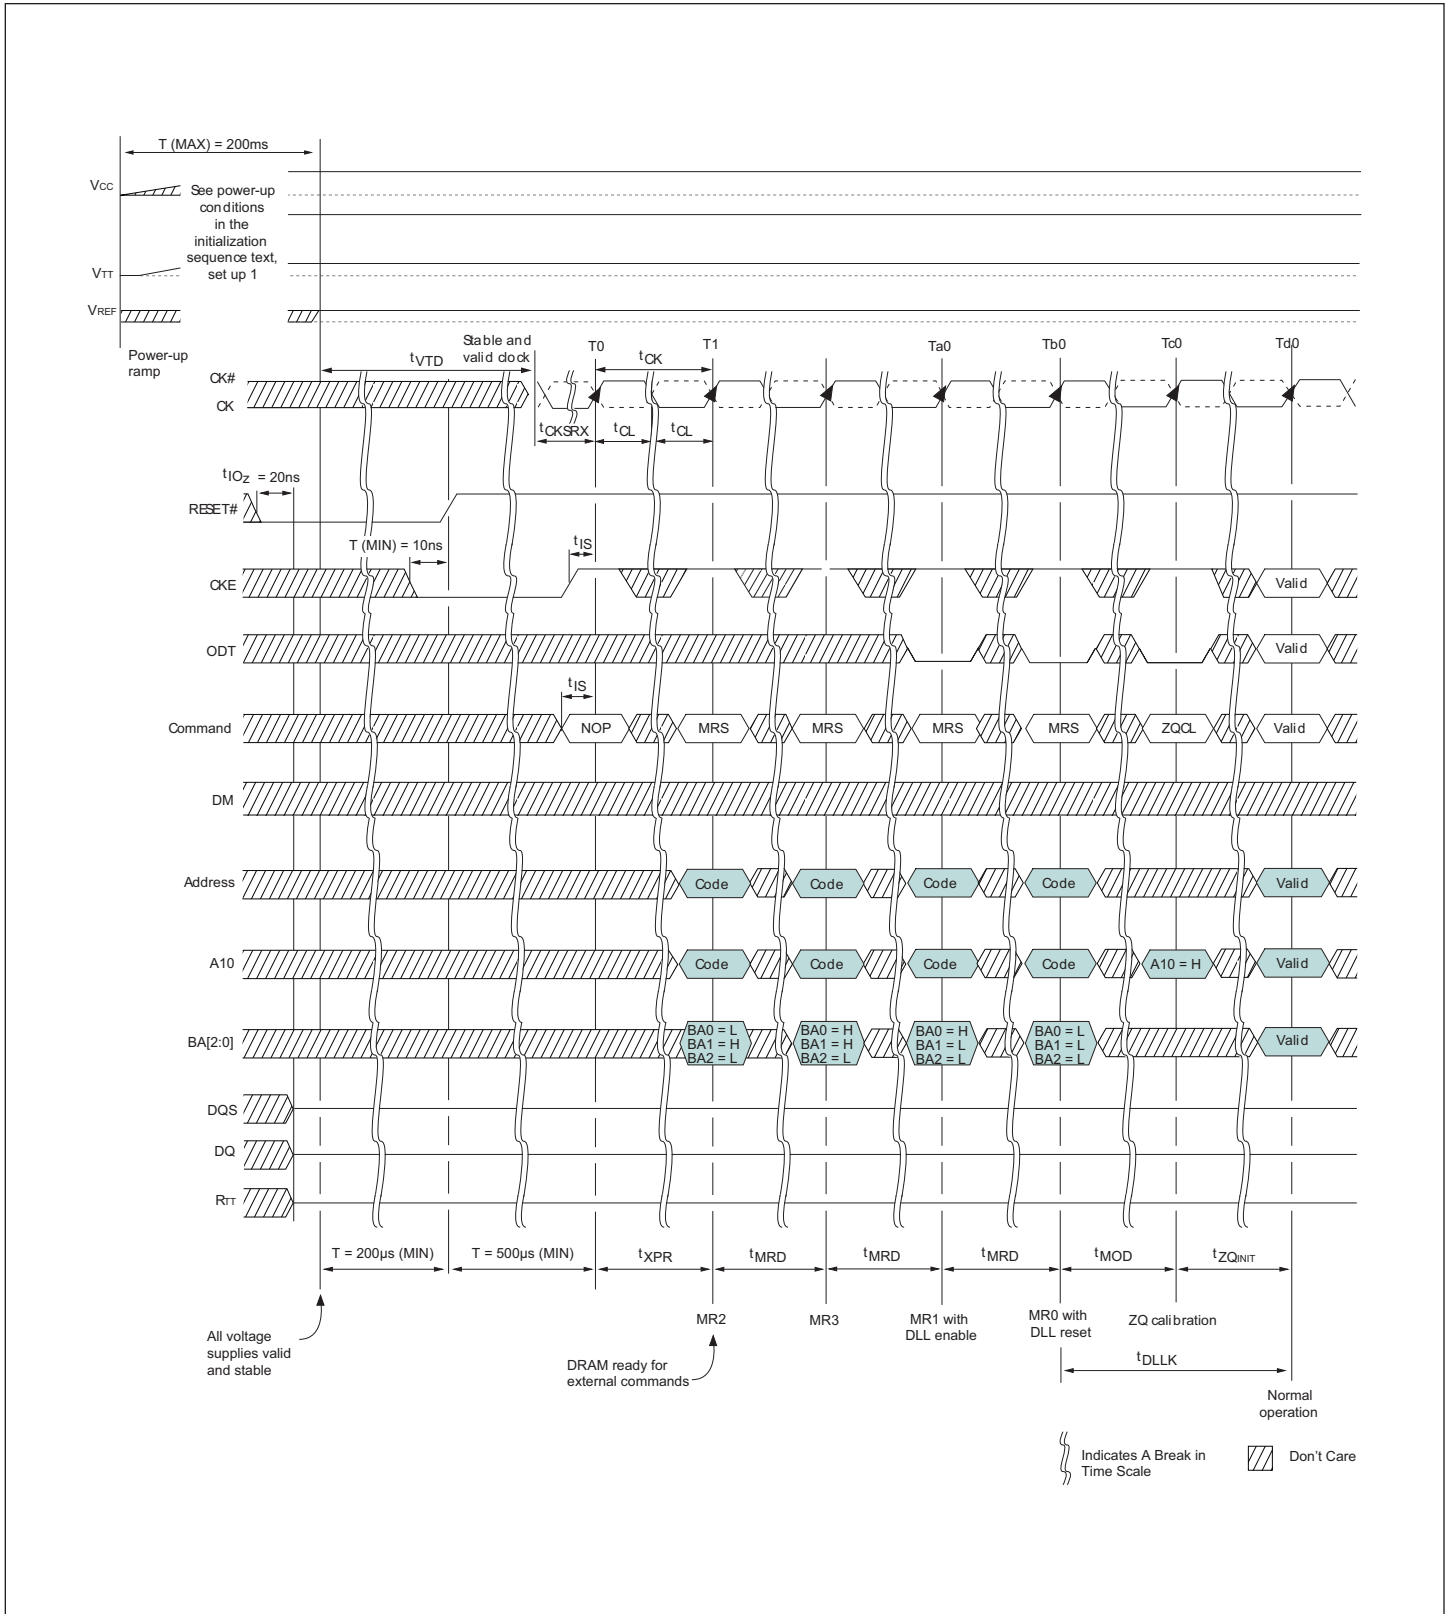 T (MAX) = 200ms
VCC
See power-up
conditions
in the
initialization
sequence text,
set up 1
VTT
VREF
Power-up
ramp
tVTD
Stable and
valid clock
T0
tCK
T1
Ta0
Tb0
Tc0
Td0
CK#
CK
tCKSRX
tCL
tCL
tIOz = 20ns
RESET#
T (MIN) = 10ns
tIS
CKE
Valid
ODT
Valid
tIS
Command
NOP
MRS
MRS
MRS
MRS
ZQCL
Valid
DM
Address
Code
Code
Code
Code
Valid
A10
Code
Code
Code
Code
A10 = H
Valid
BA[2:0]
BA0 = L
BA1 = H
BA2 = L
BA0 = H
BA1 = H
BA2 = L
BA0 = H
BA1 = L
BA2 = L
BA0 = L
BA1 = L
BA2 = L
Valid
DQS
DQ
RTT
T = 200µs (MIN)
T = 500µs (MIN)
tXPR
tMRD
tMRD
tMRD
tMOD
tZQINIT
All voltage
supplies valid
and stable
MR2
DRAM ready for
external commands
MR3
MR1 with
DLL enable
MR0 with
DLL reset
ZQ calibration
tDLLK
Normal
operation
Indicates A Break in
Time Scale
Don't Care